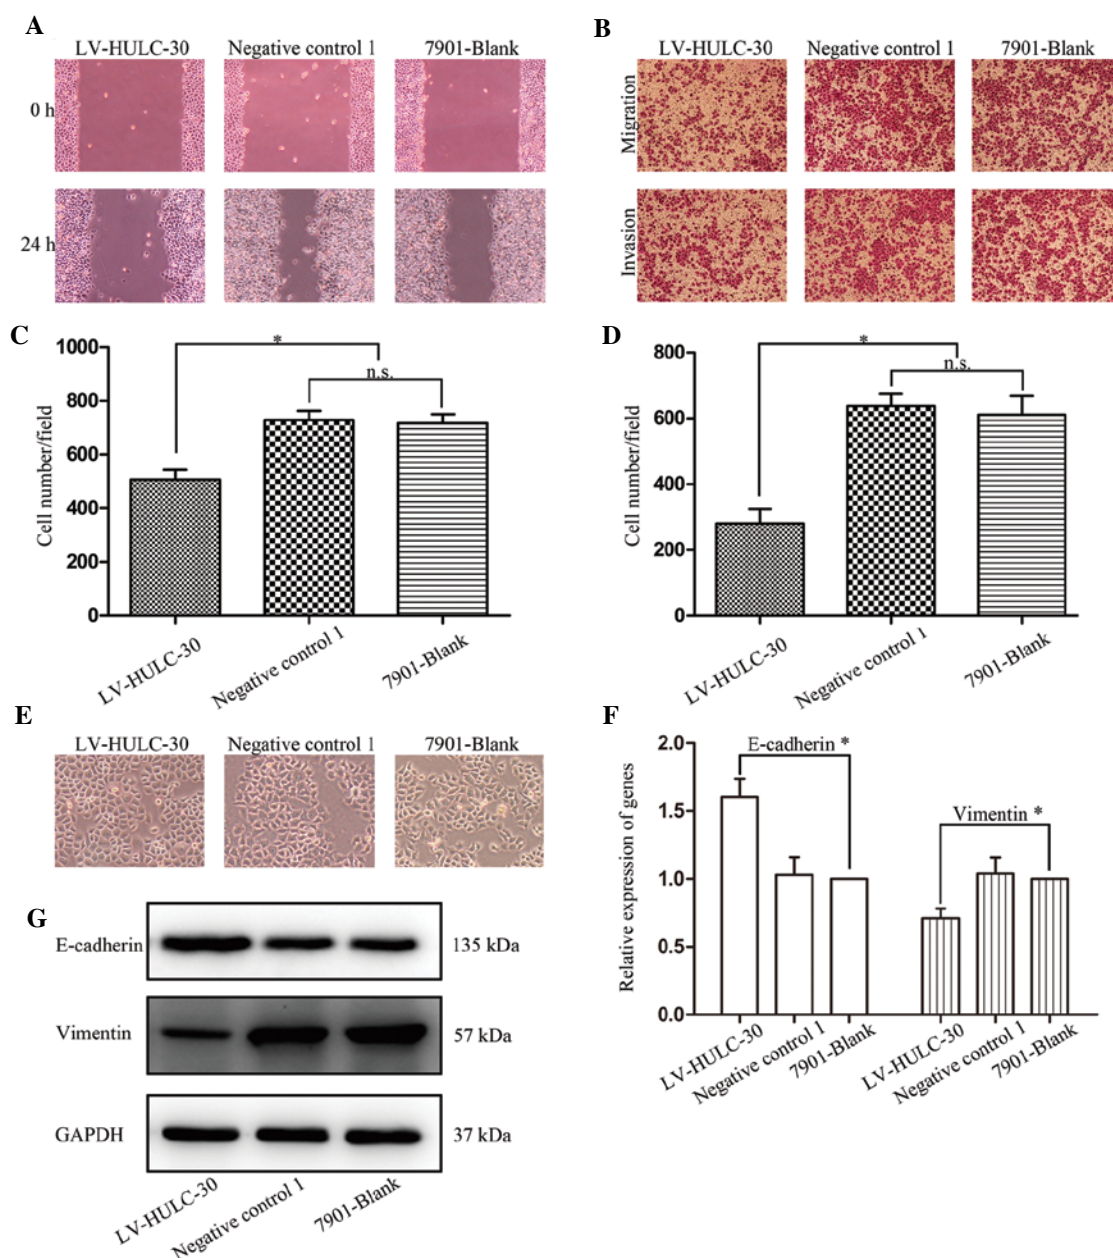 A
LV-HULC-30 Negative control 1 7901-Blank
0 h
24 h
B
LV-HULC-30 Negative control 1 7901-Blank
Migration
Invasion
C
Cell number/field
1000
800
600
400
200
0
*
n.s.
LV-HULC-30
Negative control 1
7901-Blank
D
Cell number/field
800
600
400
200
0
*
n.s.
LV-HULC-30
Negative control 1
7901-Blank
E
LV-HULC-30 Negative control 1 7901-Blank
F
Relative expression of genes
2.0
1.5
1.0
0.5
0.0
E-cadherin *
Vimentin *
LV-HULC-30
Negative control 1
7901-Blank
LV-HULC-30
Negative control 1
7901-Blank
G
E-cadherin 135 kDa
Vimentin 57 kDa
GAPDH 37 kDa
LV-HULC-30
Negative control 1
7901-Blank